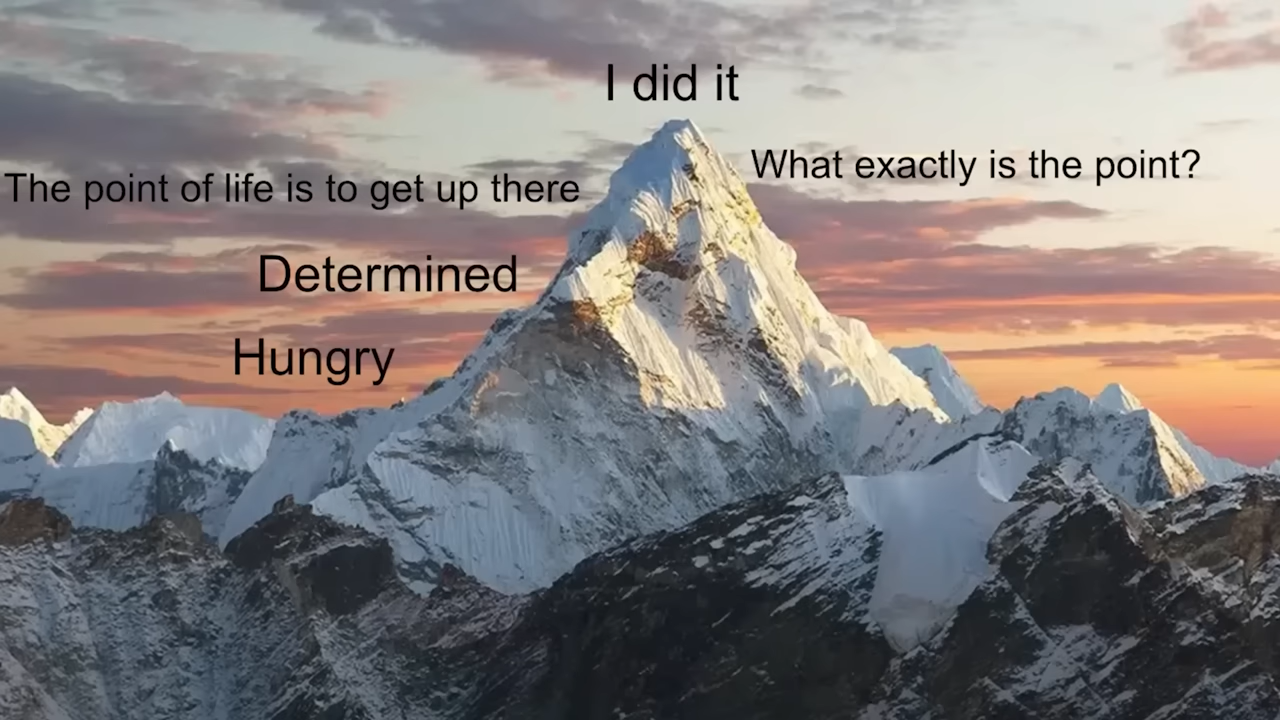 I did it
What exactly is the point?
The point of life is to get up there
Determined
Hungry